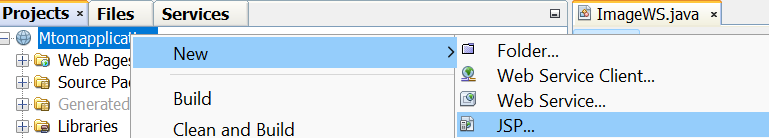 Projects Files Services
ImageWS.java
Mtomapplicatio
New
Folder...
Web Pages
Web Service Client...
Source Pac
Build
Web Service...
Generated
Libraries
Clean and Build
JSP...